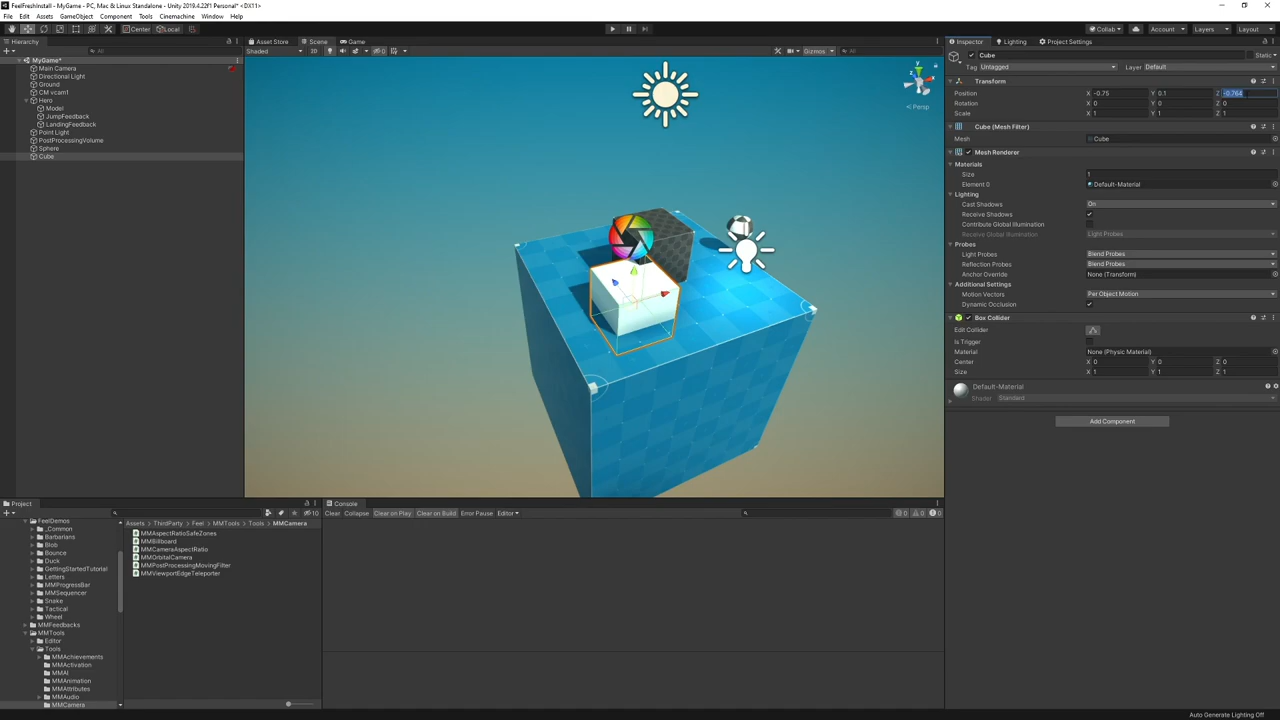 FeelFreshInstall - MyGame - PC, Mac & Linux Standalone - Unity 2019.4.22f1 Personal* <DX11>
File Edit Assets GameObject Component Tools Cinemachine Window Help
Center Local Collab Account Layers Layout
Hierarchy
All
MyGame*
Main Camera
Directional Light
Ground
CM vcam1
Hero
Model
JumpFeedback
LandingFeedback
Point Light
PostProcessingVolume
Sphere
Cube
Asset Store Scene Game
Shaded 2D 0 Gizmos All
y
x
< Persp
Inspector Lighting Project Settings
Cube Static
Tag Untagged Layer Default
Transform
Position X -0.75 Y 0.1 Z -0.764
Rotation X 0 Y 0 Z 0
Scale X 1 Y 1 Z 1
Cube (Mesh Filter)
Mesh Cube
Mesh Renderer
Materials
Size 1
Element 0 Default-Material
Lighting
Cast Shadows On
Receive Shadows
Contribute Global Illumination
Receive Global Illumination Light Probes
Probes
Light Probes Blend Probes
Reflection Probes Blend Probes
Anchor Override None (Transform)
Additional Settings
Motion Vectors Per Object Motion
Dynamic Occlusion
Box Collider
Edit Collider
Is Trigger
Material None (Physic Material)
Center X 0 Y 0 Z 0
Size X 1 Y 1 Z 1
Default-Material
Shader Standard
Add Component
Project
10
FeelDemos
_Common
Barbarians
Blob
Bounce
Duck
GettingStartedTutorial
Letters
MMProgressBar
MMSequencer
Snake
Tactical
Wheel
MMFeedbacks
MMTools
Editor
Tools
MMAchievements
MMActivation
MMAI
MMAnimation
MMAttributes
MMAudio
MMCamera
Assets > ThirdParty > Feel > MMTools > Tools > MMCamera
MMAspectRatioSafeZones
MMBillboard
MMCameraAspectRatio
MMOrbitalCamera
MMPostProcessingMovingFilter
MMViewportEdgeTeleporter
Console
Clear Collapse Clear on Play Clear on Build Error Pause Editor 0 0 0
Auto Generate Lighting Off